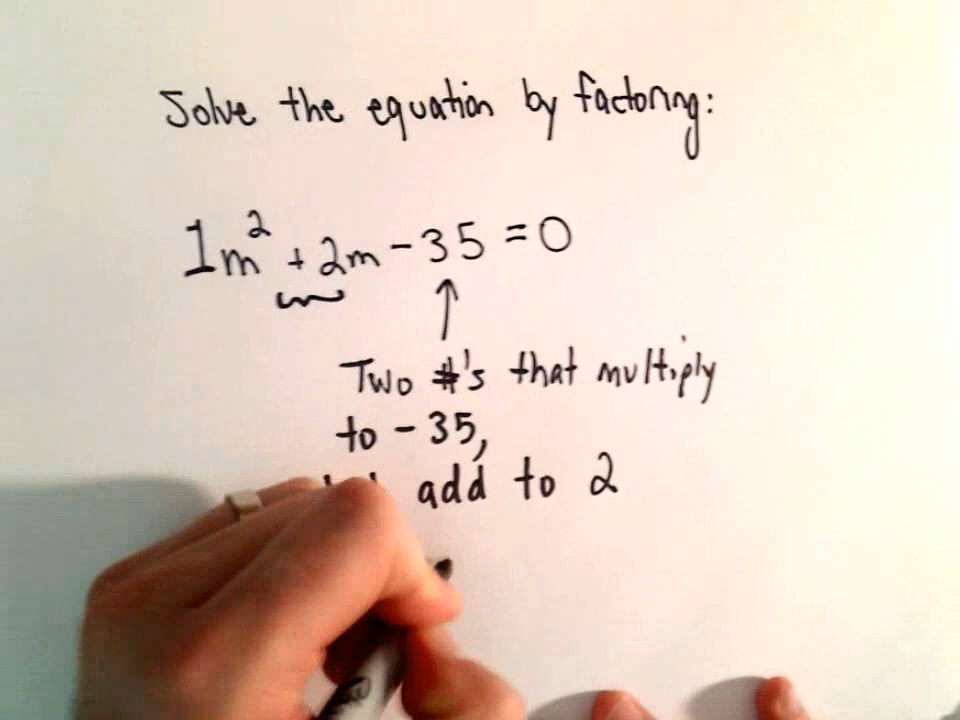 Solve the equation by factoring:
1m² + 2m - 35 = 0
Two #'s that multiply
to - 35,
add to 2